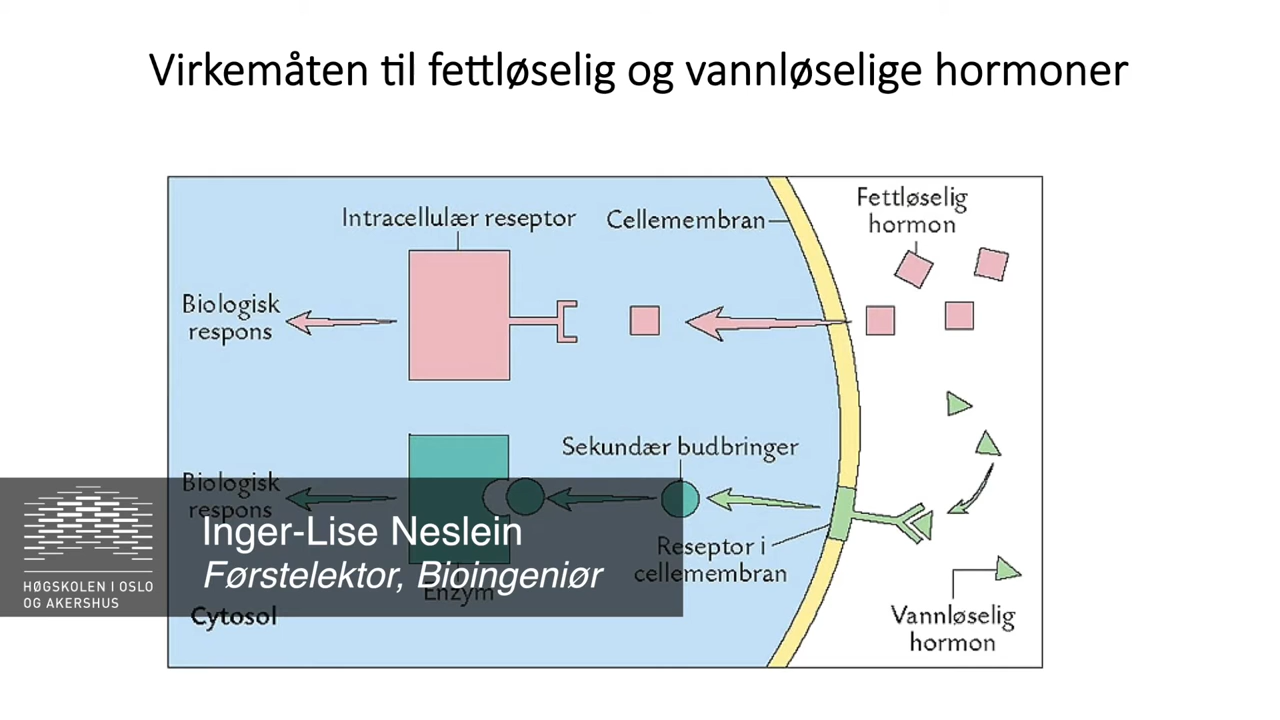 Virkemåten til fettløselig og vannløselige hormoner
Fettløselig
hormon
Intracellulær reseptor
Cellemembran
Biologisk
respons
Sekundær budbringer
Biologisk
respons
Reseptor i
cellemembran
Enzym
Cytosol
Vannløselig
hormon
Inger-Lise Neslein
Førstelektor, Bioingeniør
HØGSKOLEN I OSLO
OG AKERSHUS